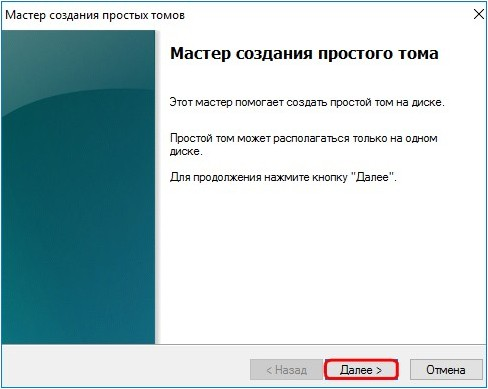 Мастер создания простых томов
Мастер создания простого тома
Этот мастер помогает создать простой том на диске.
Простой том может располагаться только на одном
диске.
Для продолжения нажмите кнопку "Далее".
< Назад
Далее >
Отмена